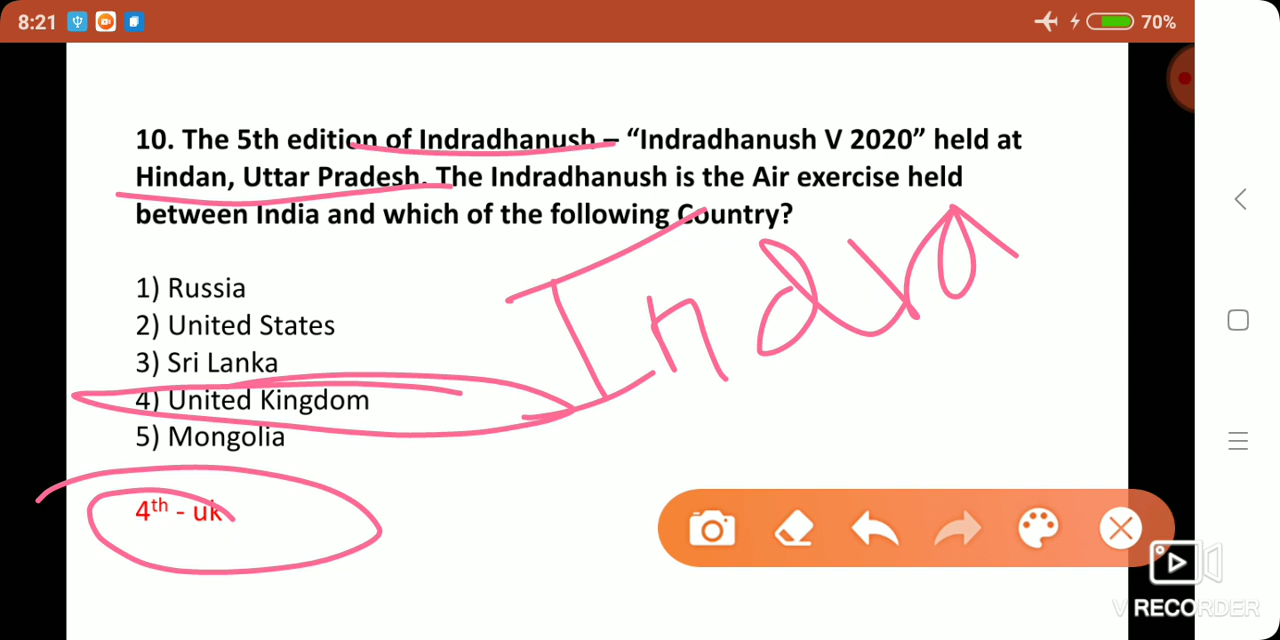 8:21
70%
10. The 5th edition of Indradhanush – “Indradhanush V 2020” held at
Hindan, Uttar Pradesh. The Indradhanush is the Air exercise held
between India and which of the following Country?
1) Russia
2) United States
3) Sri Lanka
4) United Kingdom
5) Mongolia
Indra
4th - uk
V RECORDER